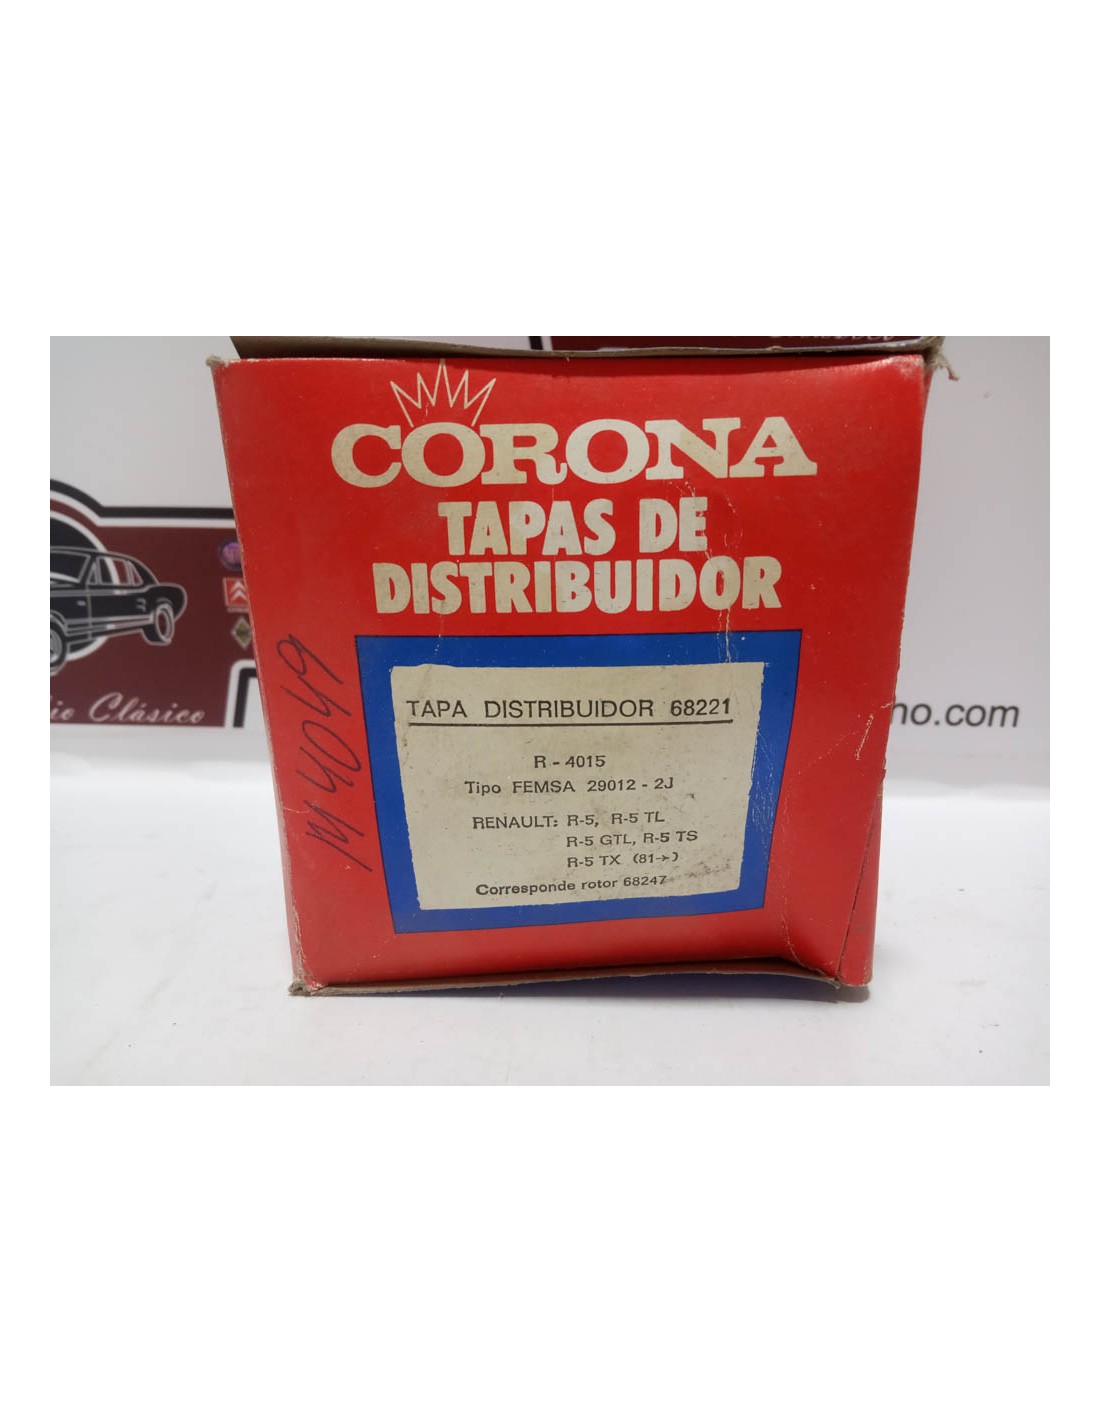 CORONA
TAPAS DE
DISTRIBUIDOR
TAPA DISTRIBUIDOR 68221
R - 4015
Tipo FEMSA 29012 - 2J
RENAULT: R-5, R-5 TL
R-5 GTL, R-5 TS
R-5 TX (81→)
Corresponde rotor 68247
M4049
io Clásico
no.com